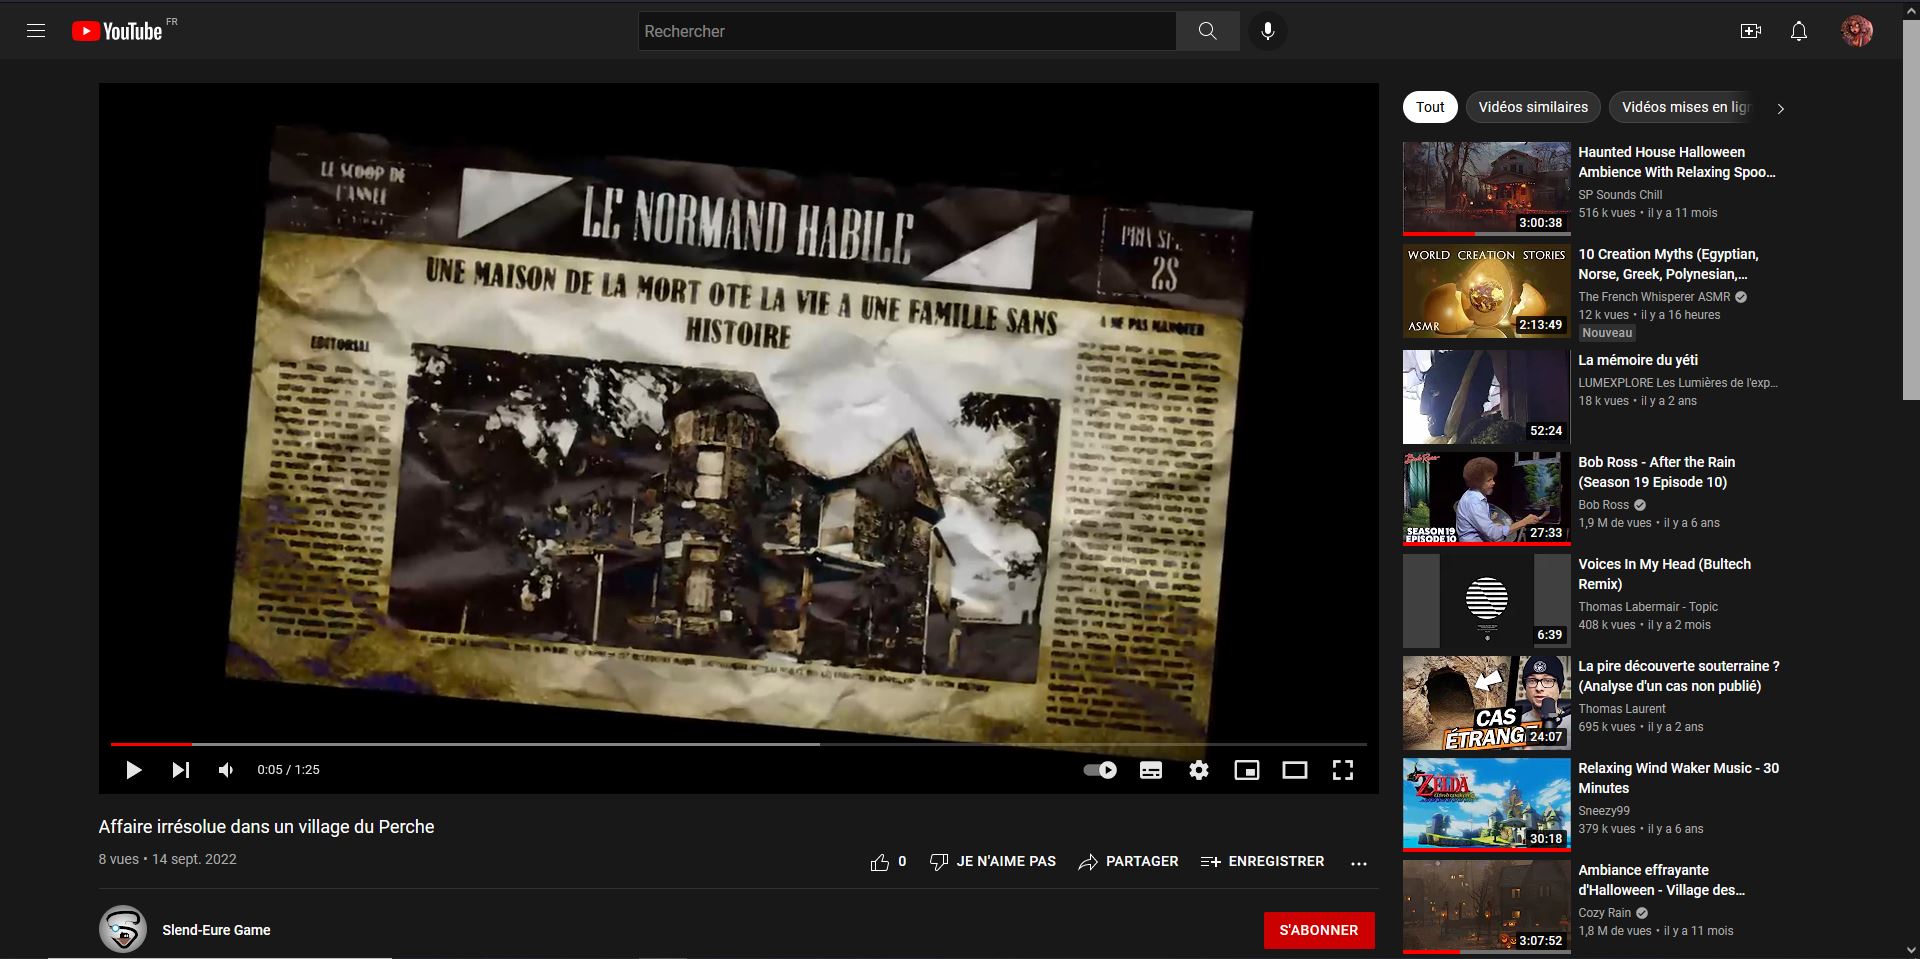 YouTube FR
Rechercher
LE SCOOP DE
L'ANNÉE
LE NORMAND HABILE
2S
UNE MAISON DE LA MORT OTE LA VIE A UNE FAMILLE SANS
HISTOIRE
EDITORIAL
A NE PAS MANQUER
0:05 / 1:25
Affaire irrésolue dans un village du Perche
8 vues • 14 sept. 2022
0 JE N'AIME PAS PARTAGER ENREGISTRER
Slend-Eure Game
S'ABONNER
Tout Vidéos similaires Vidéos mises en lign
3:00:38
Haunted House Halloween
Ambience With Relaxing Spoo...
SP Sounds Chill
516 k vues • il y a 11 mois
WORLD CREATION STORIES
ASMR
2:13:49
10 Creation Myths (Egyptian,
Norse, Greek, Polynesian,...
The French Whisperer ASMR
12 k vues • il y a 16 heures
Nouveau
52:24
La mémoire du yéti
LUMEXPLORE Les Lumières de l'exp...
18 k vues • il y a 2 ans
Bob Ross
SEASON 19
EPISODE 10
27:33
Bob Ross - After the Rain
(Season 19 Episode 10)
Bob Ross
1,9 M de vues • il y a 6 ans
6:39
Voices In My Head (Bultech
Remix)
Thomas Labermair - Topic
408 k vues • il y a 2 mois
CAS
ÉTRANG
24:07
La pire découverte souterraine ?
(Analyse d'un cas non publié)
Thomas Laurent
695 k vues • il y a 2 ans
ZELDA
30:18
Relaxing Wind Waker Music - 30
Minutes
Sneezy99
379 k vues • il y a 6 ans
3:07:52
Ambiance effrayante
d'Halloween - Village des...
Cozy Rain
1,8 M de vues • il y a 11 mois